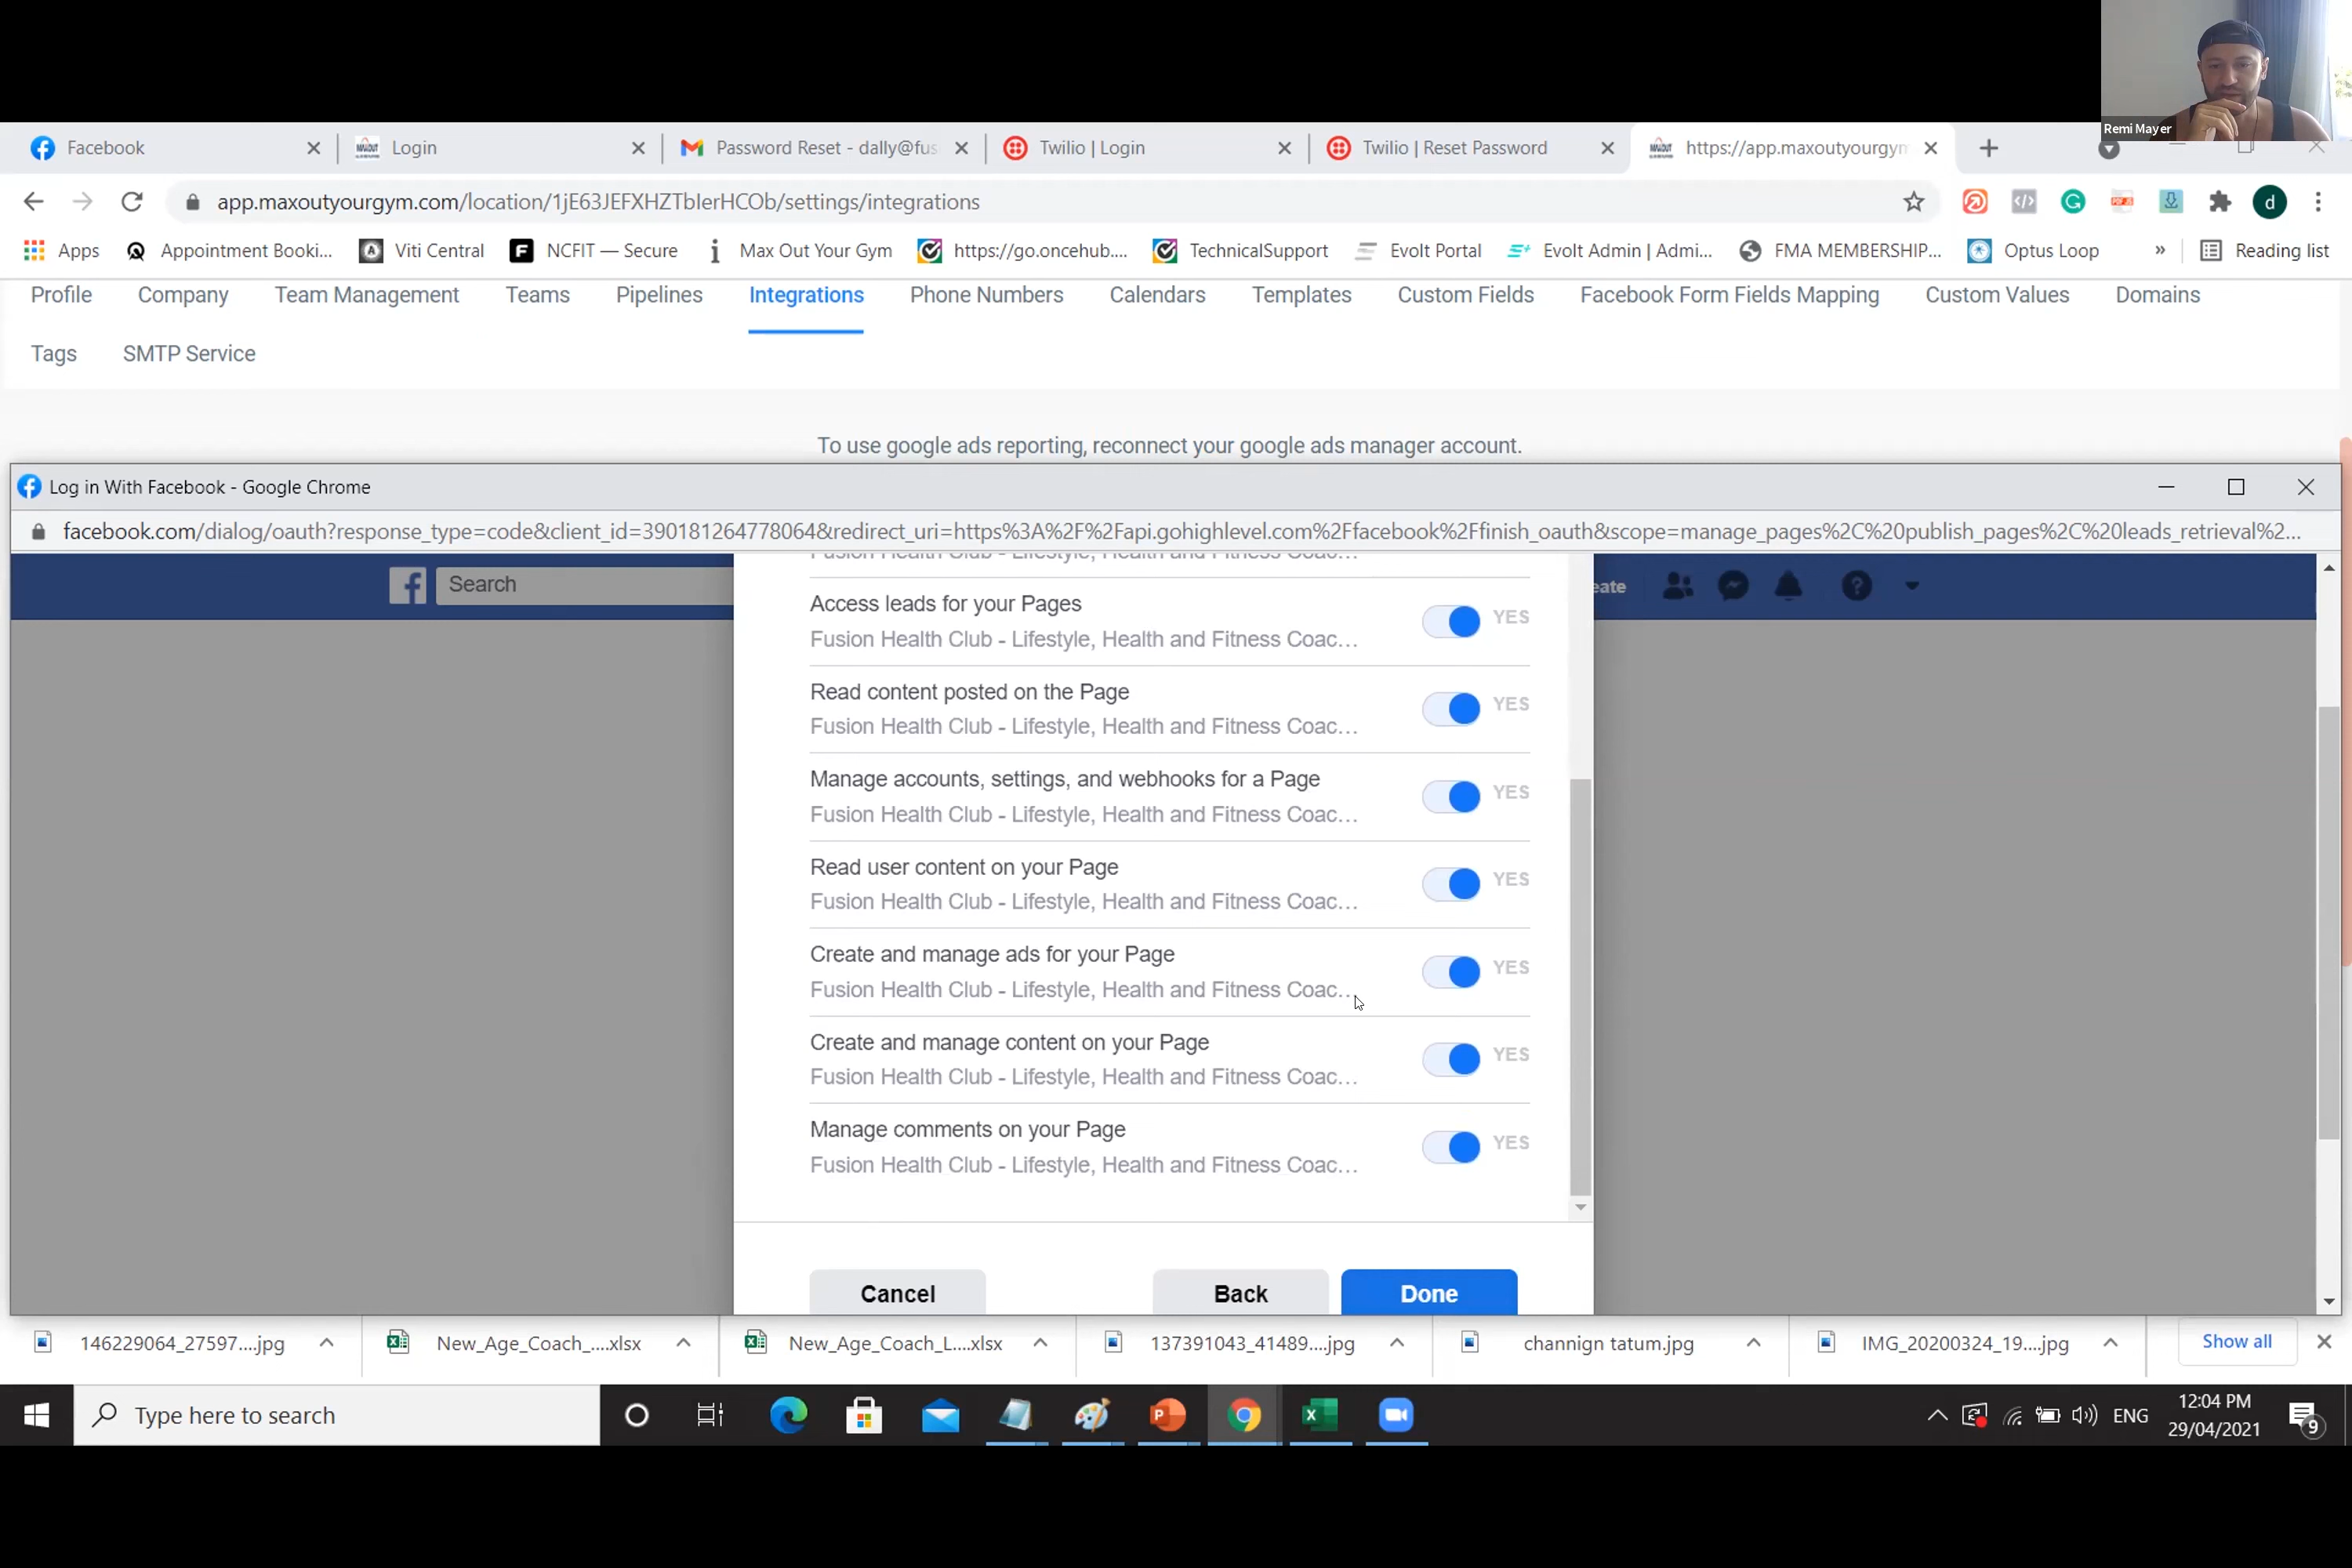 Remi Mayer
Facebook
Login
Password Reset - dally@fus
Twilio | Login
Twilio | Reset Password
https://app.maxoutyourgym
app.maxoutyourgym.com/location/1jE63JEFXHZTbIerHCOb/settings/integrations
d
Apps
Appointment Booki...
Viti Central
NCFIT — Secure
Max Out Your Gym
https://go.oncehub....
TechnicalSupport
Evolt Portal
Evolt Admin | Admi...
FMA MEMBERSHIP...
Optus Loop
»
Reading list
Profile
Company
Team Management
Teams
Pipelines
Integrations
Phone Numbers
Calendars
Templates
Custom Fields
Facebook Form Fields Mapping
Custom Values
Domains
Tags
SMTP Service
To use google ads reporting, reconnect your google ads manager account.
Log in With Facebook - Google Chrome
facebook.com/dialog/oauth?response_type=code&client_id=390181264778064&redirect_uri=https%3A%2F%2Fapi.gohighlevel.com%2Ffacebook%2Ffinish_oauth&scope=manage_pages%2C%20publish_pages%2C%20leads_retrieval%2...
Search
eate
Fusion Health Club - Lifestyle, Health and Fitness Coac...
Access leads for your Pages
YES
Fusion Health Club - Lifestyle, Health and Fitness Coac...
Read content posted on the Page
YES
Fusion Health Club - Lifestyle, Health and Fitness Coac...
Manage accounts, settings, and webhooks for a Page
YES
Fusion Health Club - Lifestyle, Health and Fitness Coac...
Read user content on your Page
YES
Fusion Health Club - Lifestyle, Health and Fitness Coac...
Create and manage ads for your Page
YES
Fusion Health Club - Lifestyle, Health and Fitness Coac...
Create and manage content on your Page
YES
Fusion Health Club - Lifestyle, Health and Fitness Coac...
Manage comments on your Page
YES
Fusion Health Club - Lifestyle, Health and Fitness Coac...
Cancel
Back
Done
146229064_27597....jpg
New_Age_Coach_....xlsx
New_Age_Coach_L....xlsx
137391043_41489....jpg
channign tatum.jpg
IMG_20200324_19....jpg
Show all
Type here to search
ENG
12:04 PM
29/04/2021
9